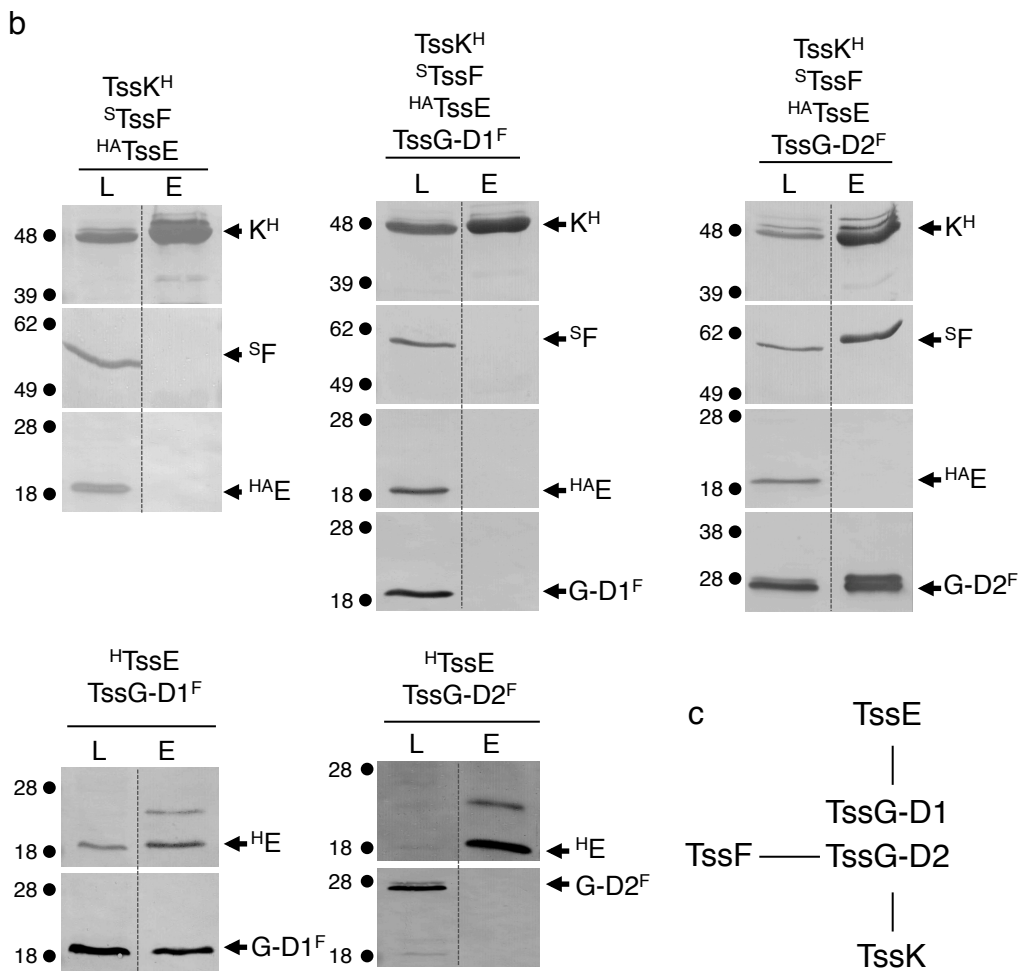 b
TssKᴴ
ˢTssF
ᴴᴬTssE
L E
48
39
Kᴴ
62
49
ˢF
28
18
ᴴᴬE
TssKᴴ
ˢTssF
ᴴᴬTssE
TssG-D1ᶠ
L E
48
39
Kᴴ
62
49
ˢF
28
18
ᴴᴬE
28
18
G-D1ᶠ
TssKᴴ
ˢTssF
ᴴᴬTssE
TssG-D2ᶠ
L E
48
39
Kᴴ
62
49
ˢF
28
18
ᴴᴬE
38
28
G-D2ᶠ
ᴴTssE
TssG-D1ᶠ
L E
28
18
ᴴE
28
18
G-D1ᶠ
ᴴTssE
TssG-D2ᶠ
L E
28
18
ᴴE
28
18
G-D2ᶠ
c
TssE
TssG-D1
TssF TssG-D2
TssK